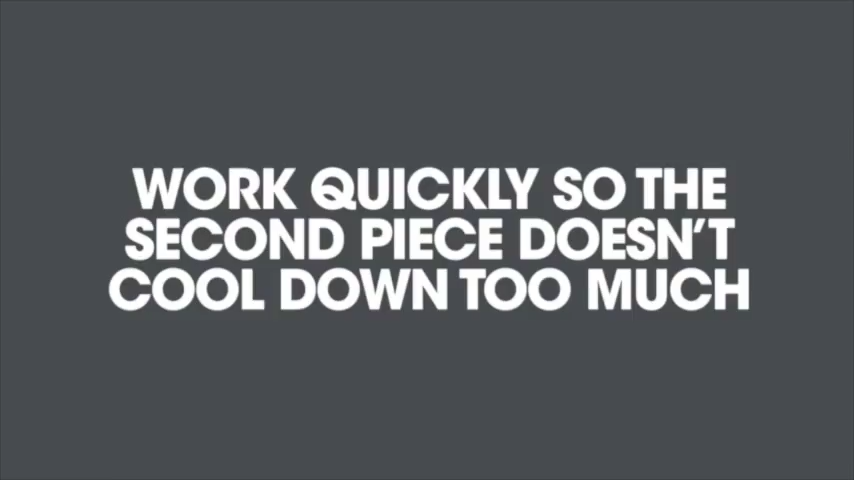 WORK QUICKLY SO THE
SECOND PIECE DOESN'T
COOL DOWN TOO MUCH